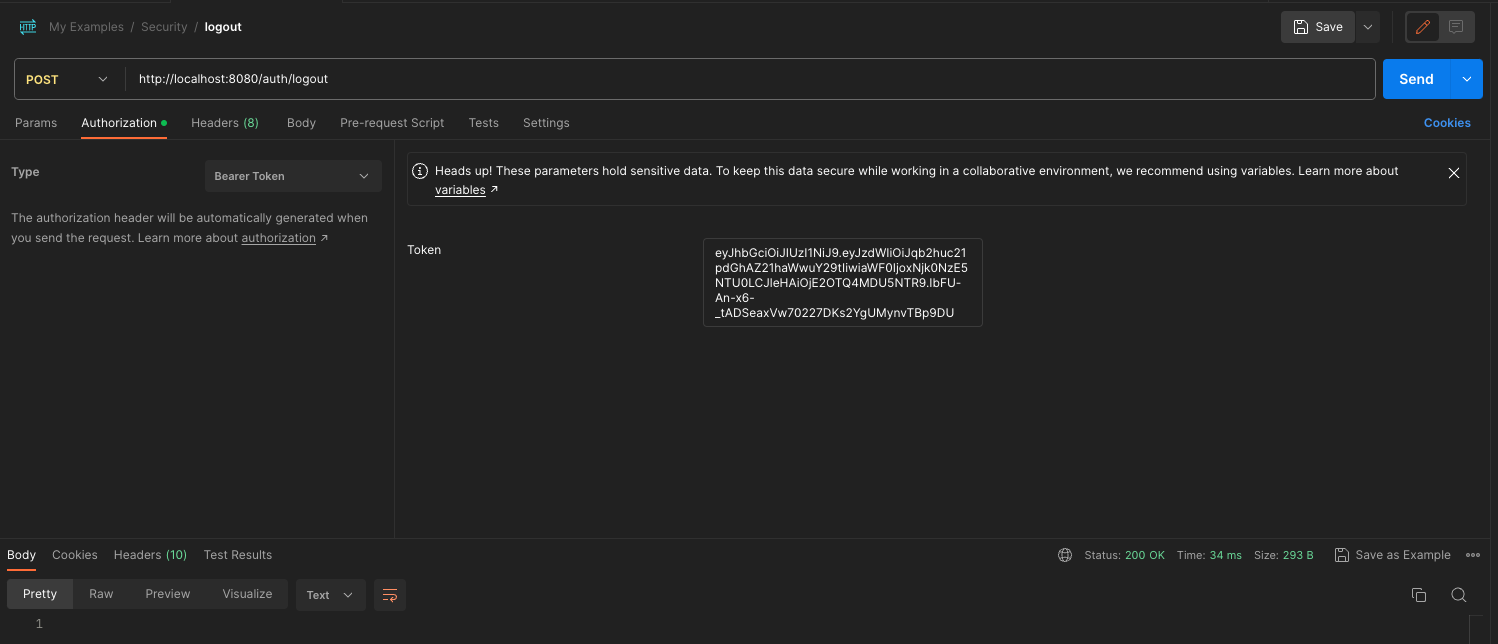 HTTP My Examples / Security / logout Save
POST http://localhost:8080/auth/logout Send
Params Authorization Headers (8) Body Pre-request Script Tests Settings Cookies
Type Bearer Token
The authorization header will be automatically generated when
you send the request. Learn more about authorization ↗
Heads up! These parameters hold sensitive data. To keep this data secure while working in a collaborative environment, we recommend using variables. Learn more about
variables ↗
Token
eyJhbGciOiJIUzI1NiJ9.eyJzdWIiOiJqb2huc21
pdGhAZ21haWwuY29tIiwiaWF0IjoxNjk0NzE5
NTU0LCJleHAiOjE2OTQ4MDU5NTR9.IbFU-
An-x6-
_tADSeaxVw70227DKs2YgUMynvTBp9DU
Body Cookies Headers (10) Test Results Status: 200 OK Time: 34 ms Size: 293 B Save as Example
Pretty Raw Preview Visualize Text
1